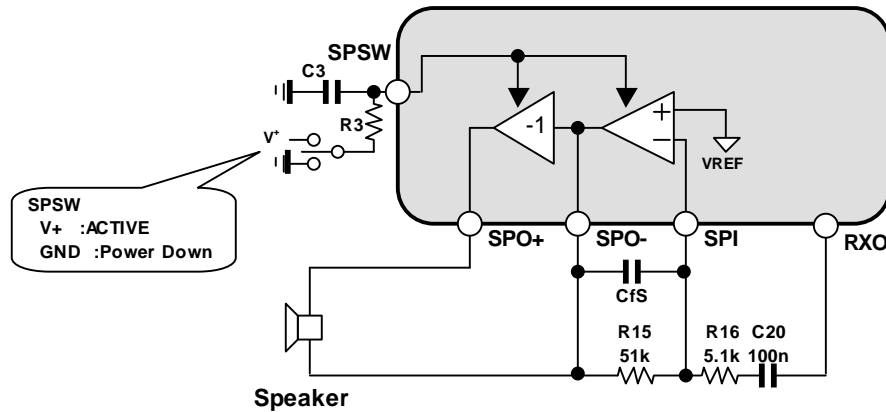 SPSW
C3
R3
V+
-1
+
−
VREF
SPSW
V+ :ACTIVE
GND :Power Down
SPO+
SPO-
SPI
RXO
CfS
R15
51k
R16
5.1k
C20
100n
Speaker